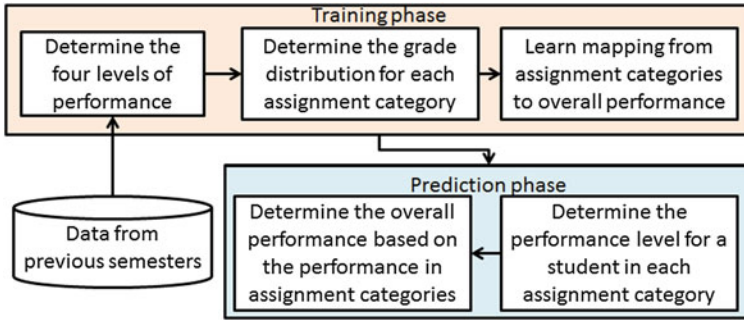 Training phase
Determine the
four levels of
performance
Determine the grade
distribution for each
assignment category
Learn mapping from
assignment categories
to overall performance
Data from
previous semesters
Prediction phase
Determine the overall
performance based on
the performance in
assignment categories
Determine the
performance level for a
student in each
assignment category